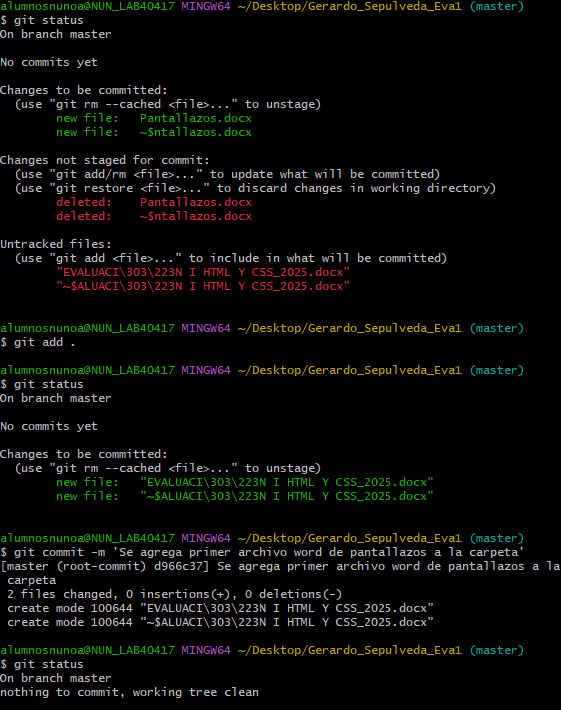 alumnosnunoa@NUN_LAB40417 MINGW64 ~/Desktop/Gerardo_Sepulveda_Eva1 (master)
$ git status
On branch master
No commits yet
Changes to be committed:
  (use "git rm --cached <file>..." to unstage)
        new file:   Pantallazos.docx
        new file:   ~$ntallazos.docx
Changes not staged for commit:
  (use "git add/rm <file>..." to update what will be committed)
  (use "git restore <file>..." to discard changes in working directory)
        deleted:    Pantallazos.docx
        deleted:    ~$ntallazos.docx
Untracked files:
  (use "git add <file>..." to include in what will be committed)
        "EVALUACI\303\223N I HTML Y CSS_2025.docx"
        "~$ALUACI\303\223N I HTML Y CSS_2025.docx"
alumnosnunoa@NUN_LAB40417 MINGW64 ~/Desktop/Gerardo_Sepulveda_Eva1 (master)
$ git add .
alumnosnunoa@NUN_LAB40417 MINGW64 ~/Desktop/Gerardo_Sepulveda_Eva1 (master)
$ git status
On branch master
No commits yet
Changes to be committed:
  (use "git rm --cached <file>..." to unstage)
        new file:   "EVALUACI\303\223N I HTML Y CSS_2025.docx"
        new file:   "~$ALUACI\303\223N I HTML Y CSS_2025.docx"
alumnosnunoa@NUN_LAB40417 MINGW64 ~/Desktop/Gerardo_Sepulveda_Eva1 (master)
$ git commit -m 'Se agrega primer archivo word de pantallazos a la carpeta'
[master (root-commit) d966c37] Se agrega primer archivo word de pantallazos a la
 carpeta
 2 files changed, 0 insertions(+), 0 deletions(-)
 create mode 100644 "EVALUACI\303\223N I HTML Y CSS_2025.docx"
 create mode 100644 "~$ALUACI\303\223N I HTML Y CSS_2025.docx"
alumnosnunoa@NUN_LAB40417 MINGW64 ~/Desktop/Gerardo_Sepulveda_Eva1 (master)
$ git status
On branch master
nothing to commit, working tree clean